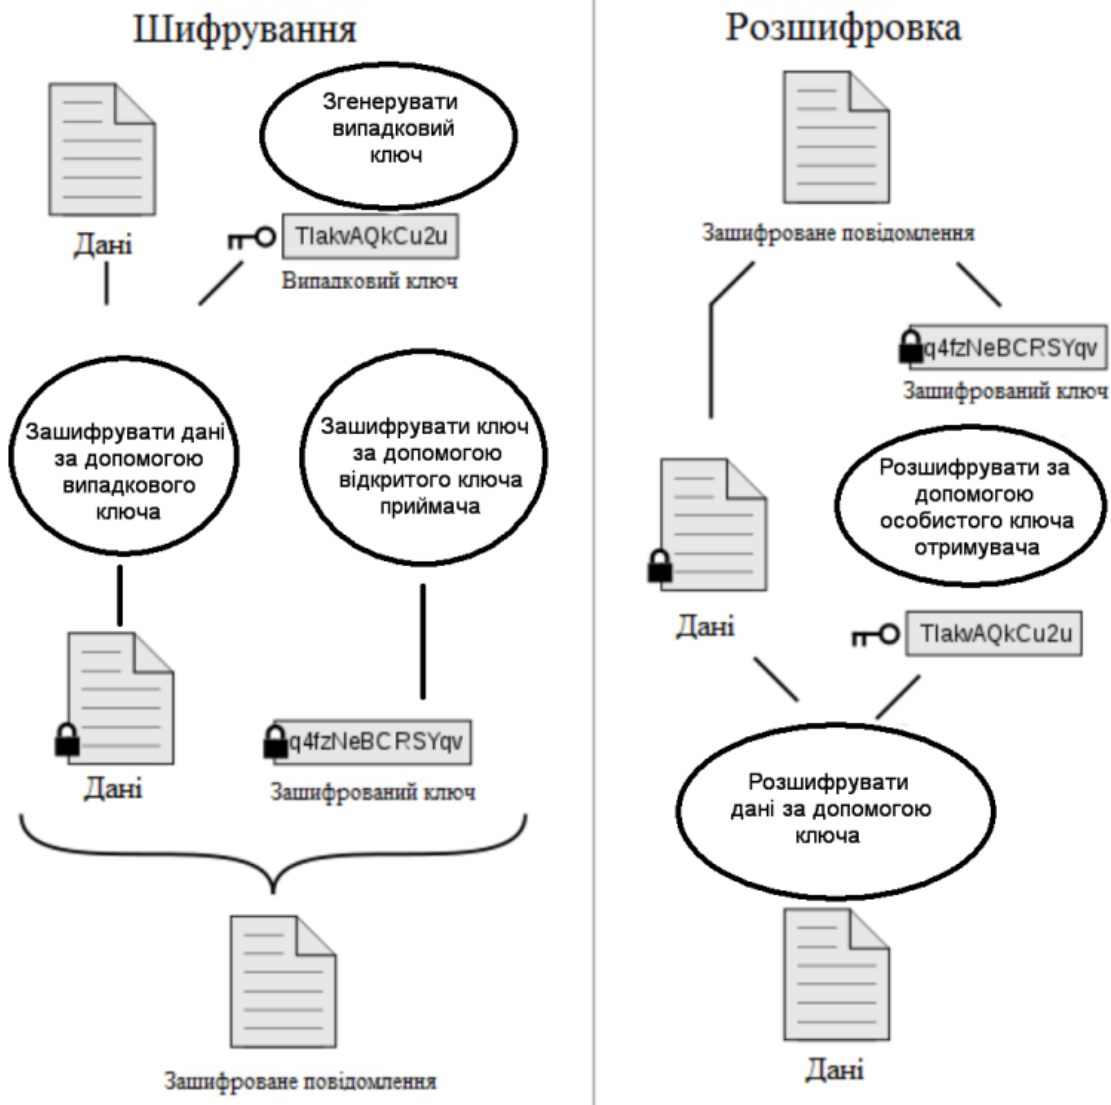 Шифрування
Згенерувати
випадковий
ключ
Дані
TIakvAQkCu2u
Випадковий ключ
Зашифрувати дані
за допомогою
випадкового
ключа
Зашифрувати ключ
за допомогою
відкритого ключа
приймача
Дані
q4fzNeBCRSYqv
Зашифрований ключ
Зашифроване повідомлення
Розшифровка
Зашифроване повідомлення
q4fzNeBCRSYqv
Зашифрований ключ
Розшифрувати за
допомогою
особистого ключа
отримувача
Дані
TIakvAQkCu2u
Розшифрувати
дані за допомогою
ключа
Дані